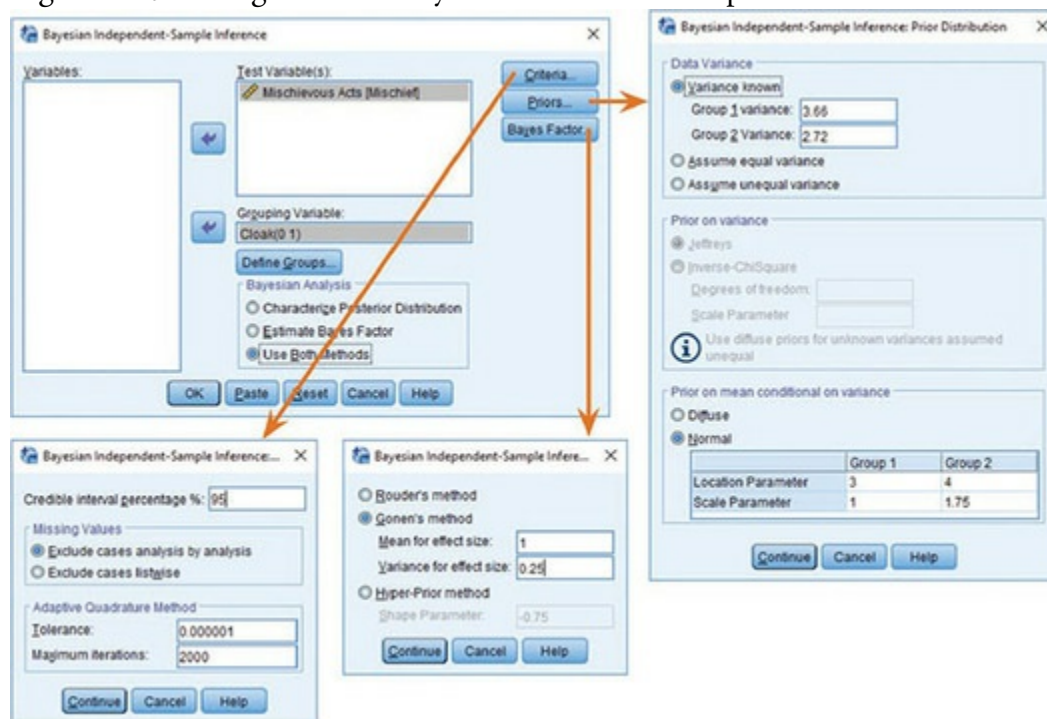 Bayesian Independent-Sample Inference
Variables:
Test Variable(s):
Mischievous Acts [Mischief]
Criteria...
Priors...
Bayes Factor...
Grouping Variable:
Cloak(0 1)
Define Groups...
Bayesian Analysis
Characterize Posterior Distribution
Estimate Bayes Factor
Use Both Methods
OK Paste Reset Cancel Help
Bayesian Independent-Sample Inference: Prior Distribution
Data Variance
Variance known
Group 1 variance: 3.66
Group 2 Variance: 2.72
Assume equal variance
Assume unequal variance
Prior on variance
Jeffreys
Inverse-ChiSquare
Degrees of freedom:
Scale Parameter
Use diffuse priors for unknown variances assumed
unequal
Prior on mean conditional on variance
Diffuse
Normal
Group 1 Group 2
Location Parameter 3 4
Scale Parameter 1 1.75
Continue Cancel Help
Bayesian Independent-Sample Inference:...
Credible interval percentage %: 95
Missing Values
Exclude cases analysis by analysis
Exclude cases listwise
Adaptive Quadrature Method
Tolerance: 0.000001
Maximum iterations: 2000
Continue Cancel Help
Bayesian Independent-Sample Infere...
Rouder's method
Gonen's method
Mean for effect size: 1
Variance for effect size: 0.25
Hyper-Prior method
Shape Parameter: -0.75
Continue Cancel Help